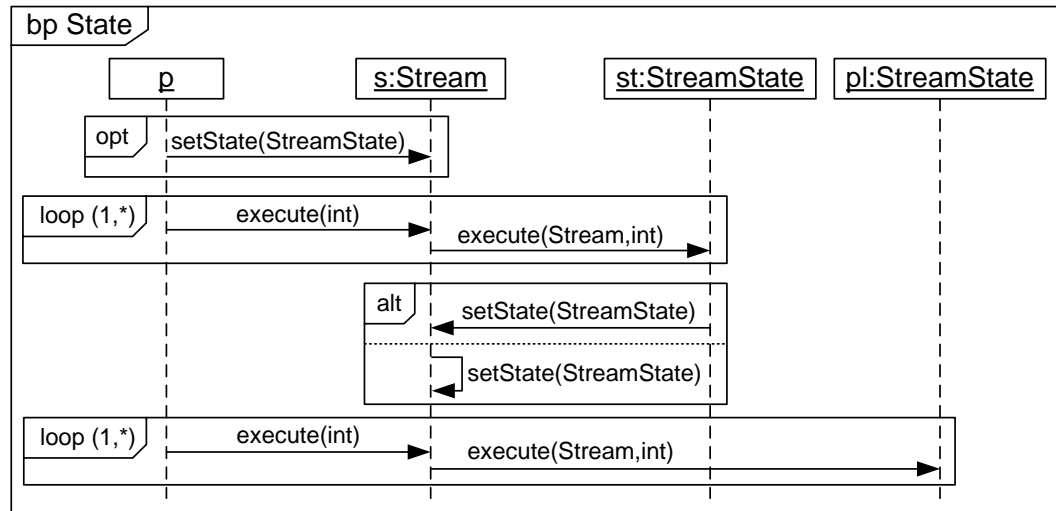 bp State
p
s:Stream
st:StreamState
pl:StreamState
opt
setState(StreamState)
loop (1,*)
execute(int)
execute(Stream,int)
alt
setState(StreamState)
setState(StreamState)
loop (1,*)
execute(int)
execute(Stream,int)